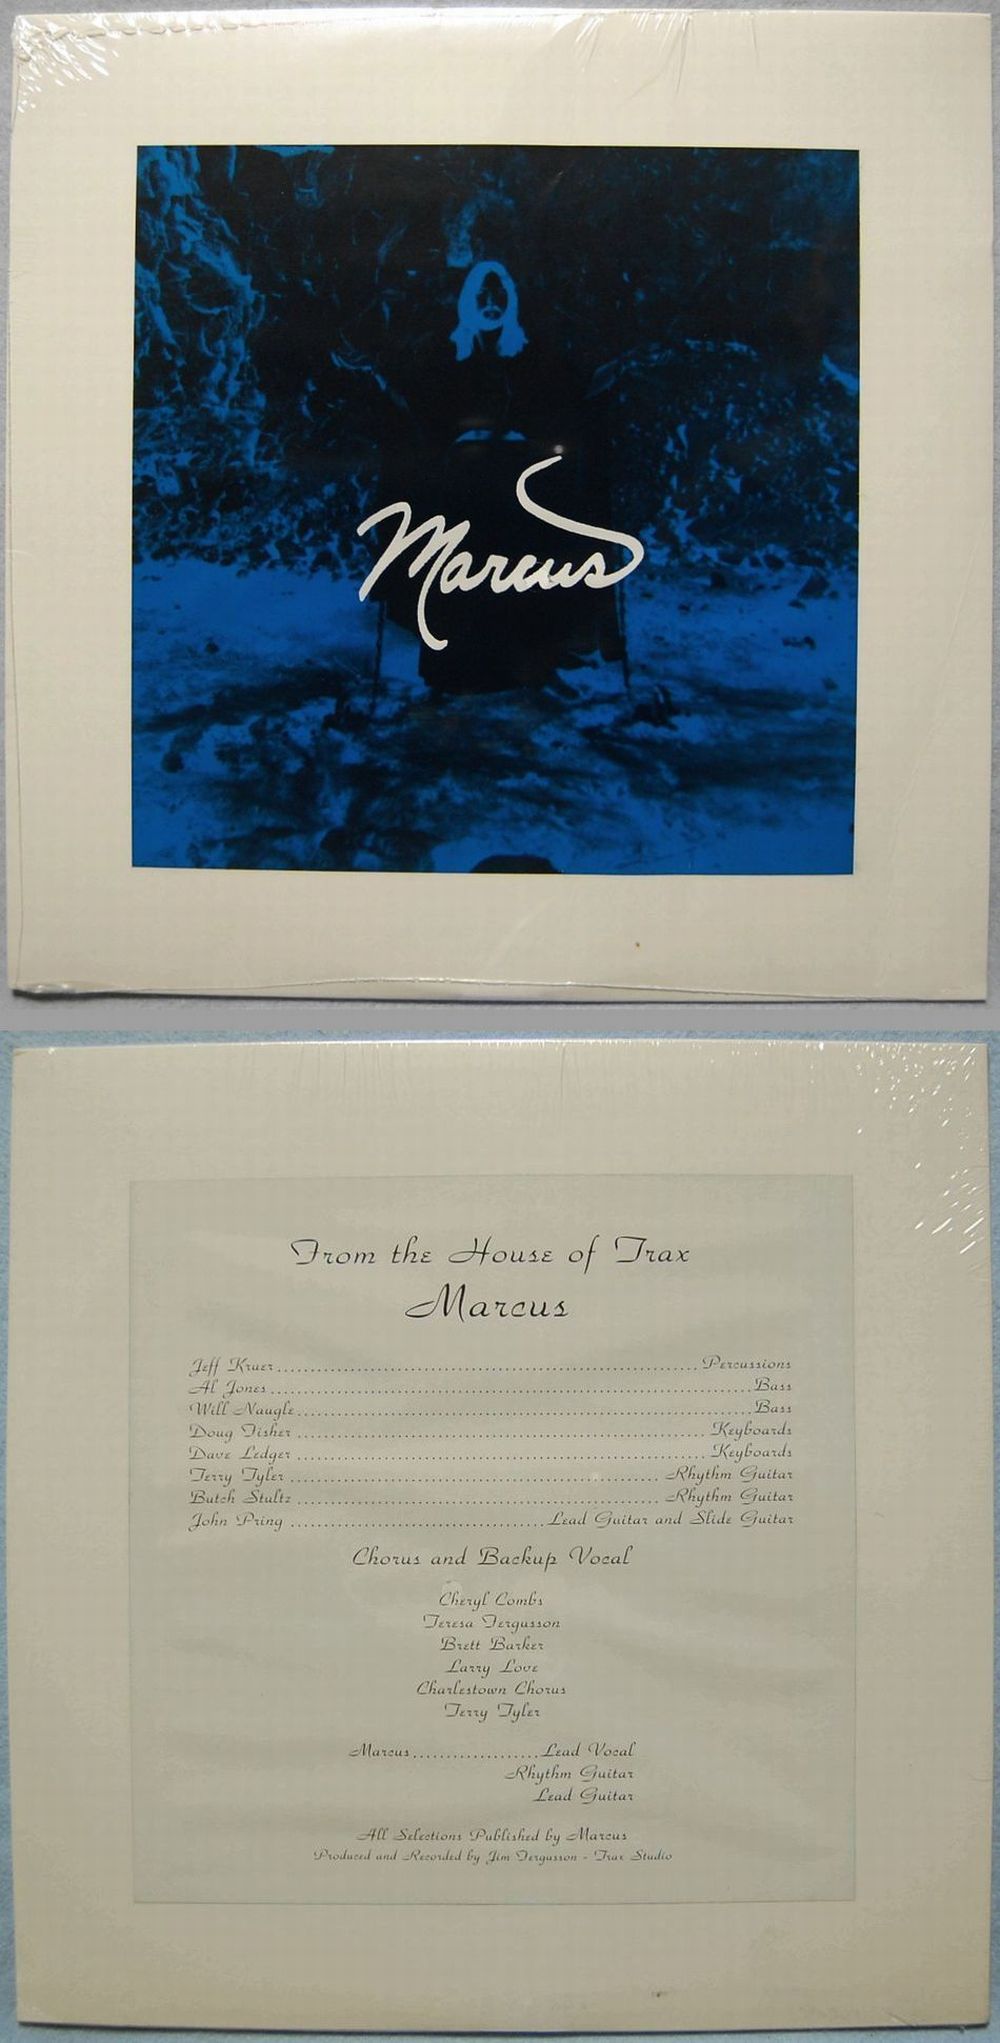 Marcus
From the House of Trax
Marcus
Jeff Kruer........................................Percussions
Al Jones........................................Bass
Will Naugle........................................Bass
Doug Fisher........................................Keyboards
Dave Ledger........................................Keyboards
Terry Tyler........................................Rhythm Guitar
Butch Stultz........................................Rhythm Guitar
John Pring........................................Lead Guitar and Slide Guitar
Chorus and Backup Vocal
Cheryl Combs
Teresa Fergusson
Brett Barker
Larry Love
Charlestown Chorus
Terry Tyler
Marcus...................Lead Vocal
Rhythm Guitar
Lead Guitar
All Selections Published by Marcus
Produced and Recorded by Jim Fergusson - Trax Studio